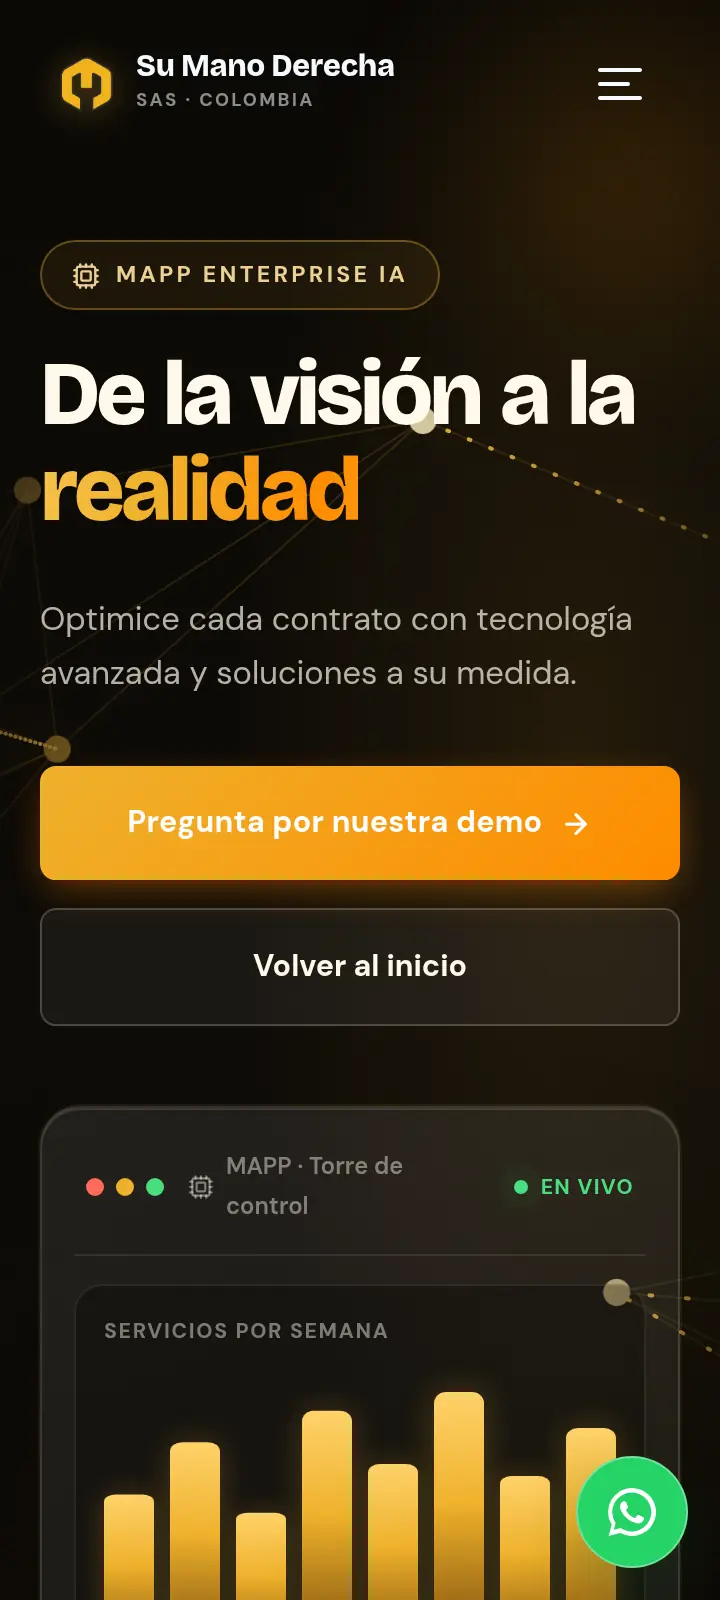 Su Mano Derecha
SAS · COLOMBIA
MAPP ENTERPRISE IA
De la visión a la
realidad
Optimice cada contrato con tecnología
avanzada y soluciones a su medida.
Pregunta por nuestra demo →
Volver al inicio
MAPP · Torre de
control
EN VIVO
SERVICIOS POR SEMANA